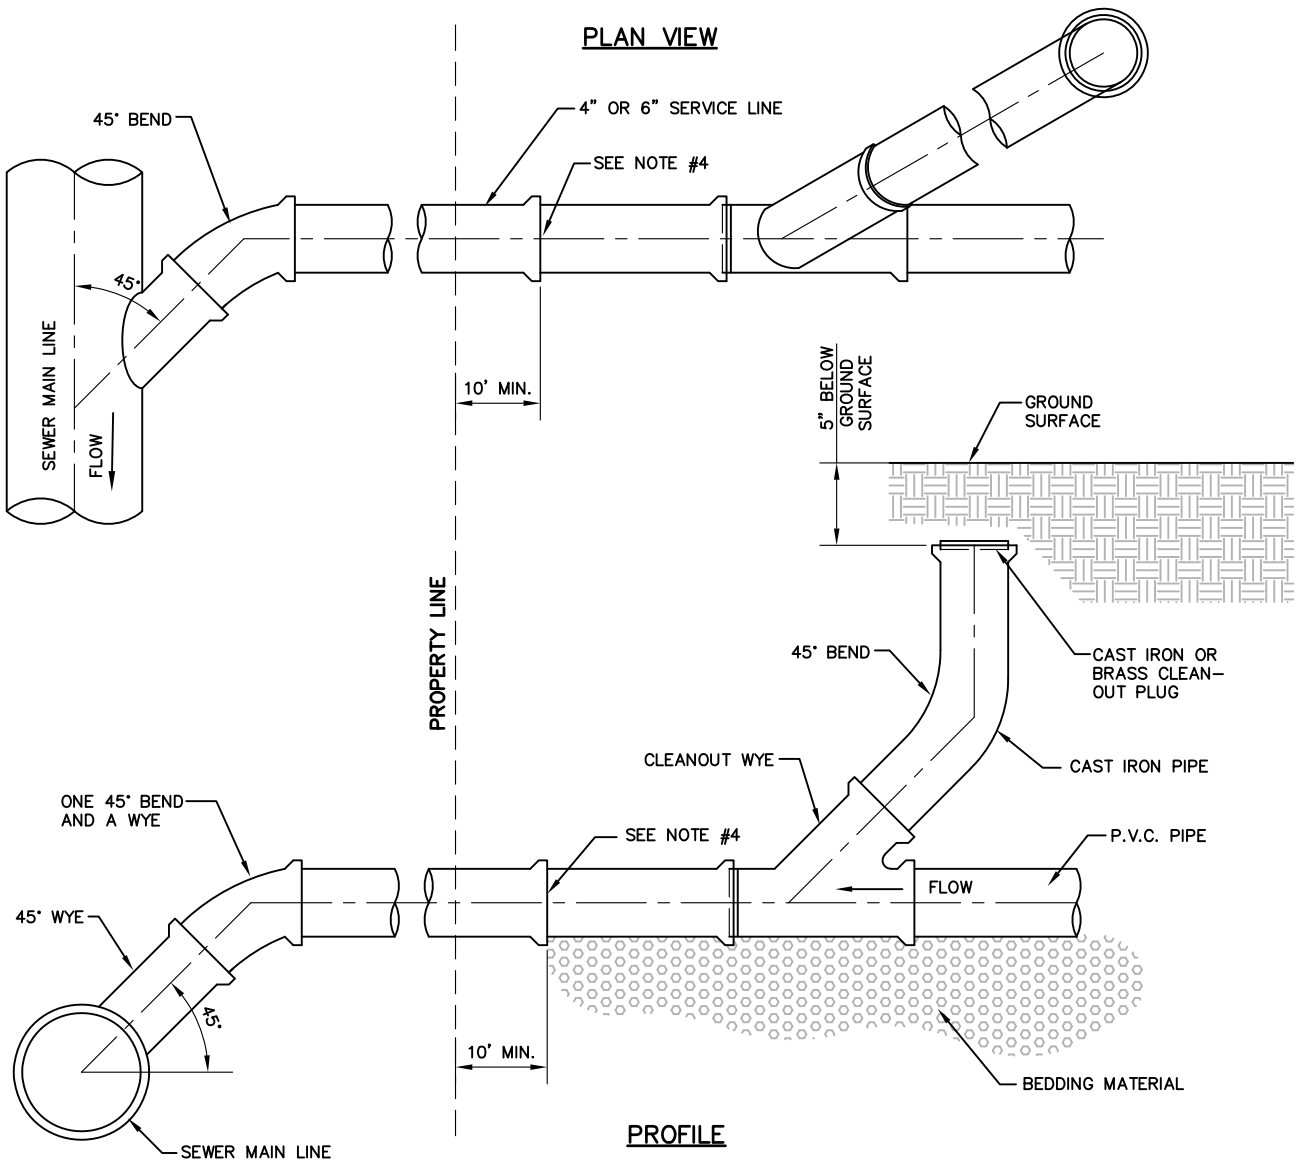 PLAN VIEW
45° BEND
4" OR 6" SERVICE LINE
SEE NOTE #4
45°
SEWER MAIN LINE
FLOW
10' MIN.
5" BELOW
GROUND
SURFACE
GROUND
SURFACE
PROPERTY LINE
45° BEND
CAST IRON OR
BRASS CLEAN-
OUT PLUG
CLEANOUT WYE
CAST IRON PIPE
ONE 45° BEND
AND A WYE
SEE NOTE #4
P.V.C. PIPE
FLOW
45° WYE
45°
10' MIN.
BEDDING MATERIAL
PROFILE
SEWER MAIN LINE